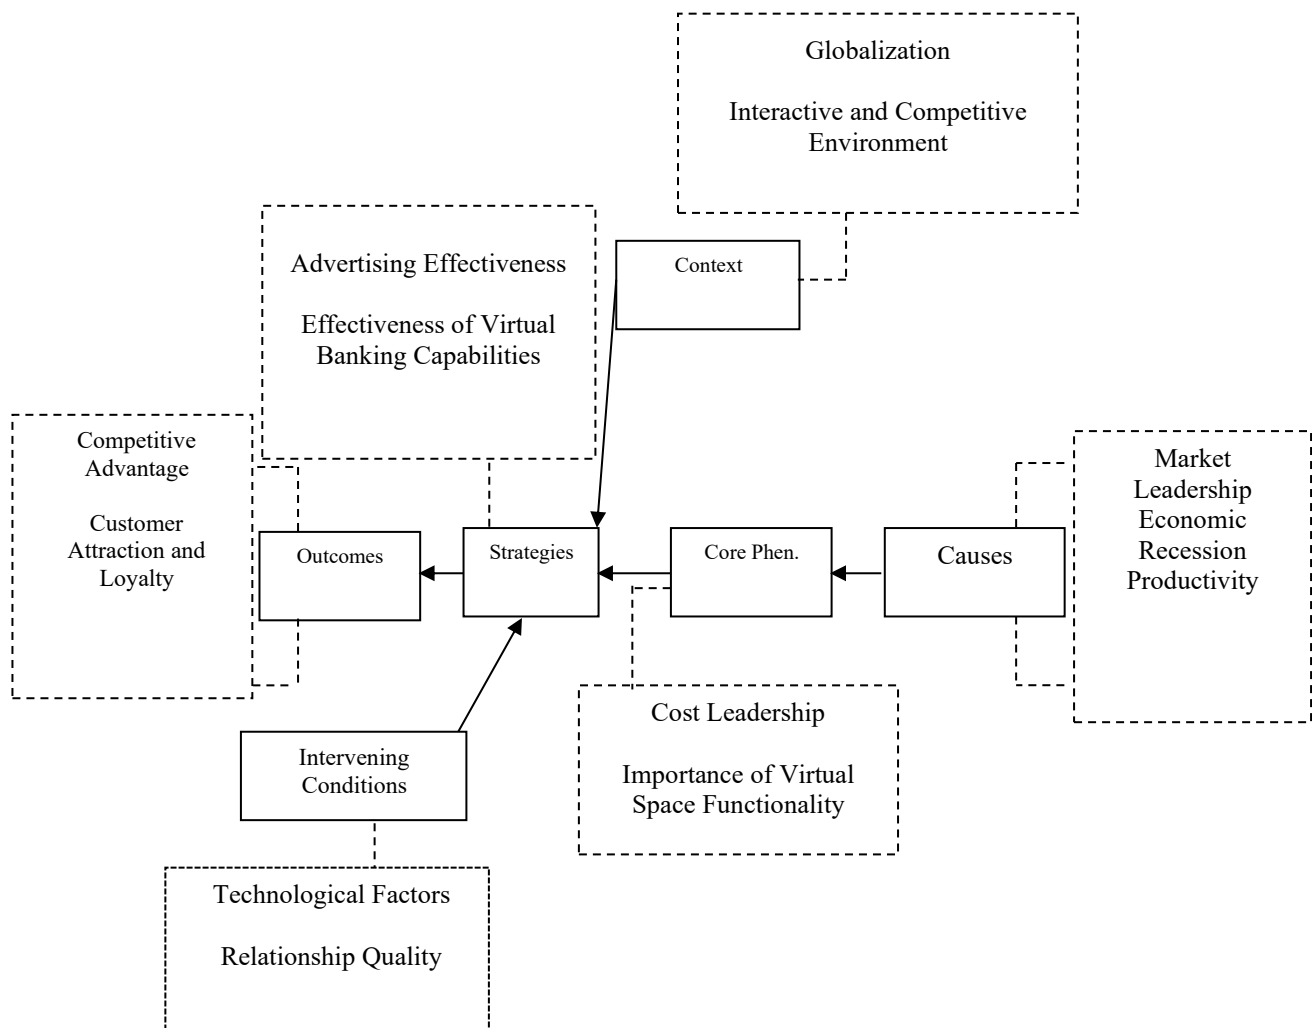 Globalization
Interactive and Competitive
Environment
Advertising Effectiveness
Effectiveness of Virtual
Banking Capabilities
Context
Competitive
Advantage
Customer
Attraction and
Loyalty
Outcomes
Strategies
Core Phen.
Causes
Market
Leadership
Economic
Recession
Productivity
Intervening
Conditions
Cost Leadership
Importance of Virtual
Space Functionality
Technological Factors
Relationship Quality